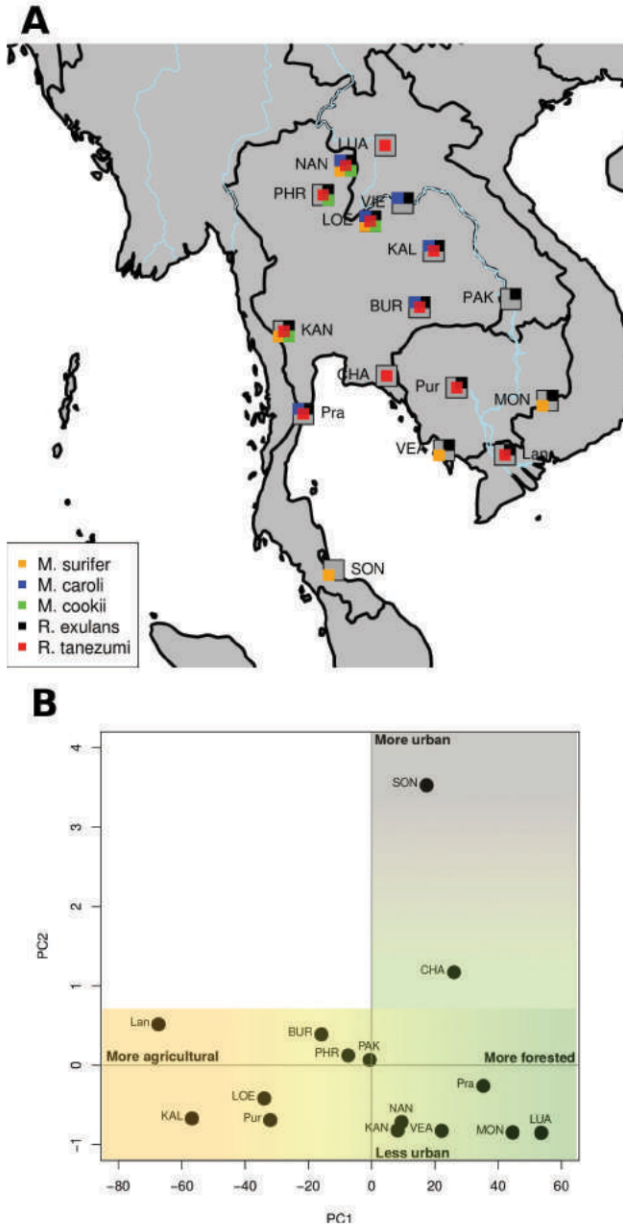 A
LUA
NAN
PHR
VIE
LOE
KAL
PAK
BUR
KAN
CHA
Pur
MON
Pra
VEA
Lan
SON
M. surifer
M. caroli
M. cookii
R. exulans
R. tanezumi
B
More urban
4
SON
3
2
PC2
CHA
1
Lan
BUR
PHR
PAK
0
More agricultural
More forested
Pra
LOE
KAL
Pur
NAN
KAN
VEA
MON
LUA
−1
Less urban
−80 −60 −40 −20 0 20 40 60
PC1